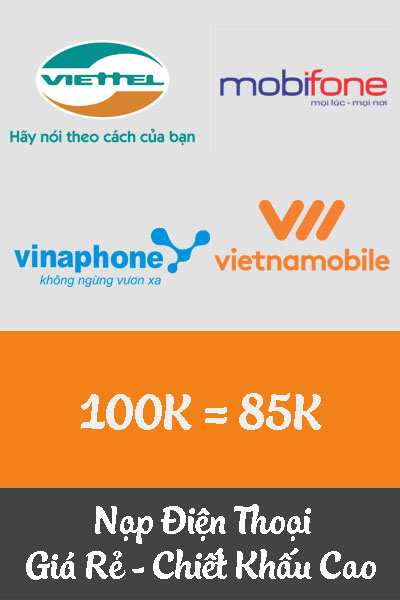 VIETTEL
Hãy nói theo cách của bạn
mobifone
mọi lúc - mọi nơi
vinaphone
không ngừng vươn xa
vietnamobile
100K = 85K
Nạp Điện Thoại
Giá Rẻ - Chiết Khấu Cao